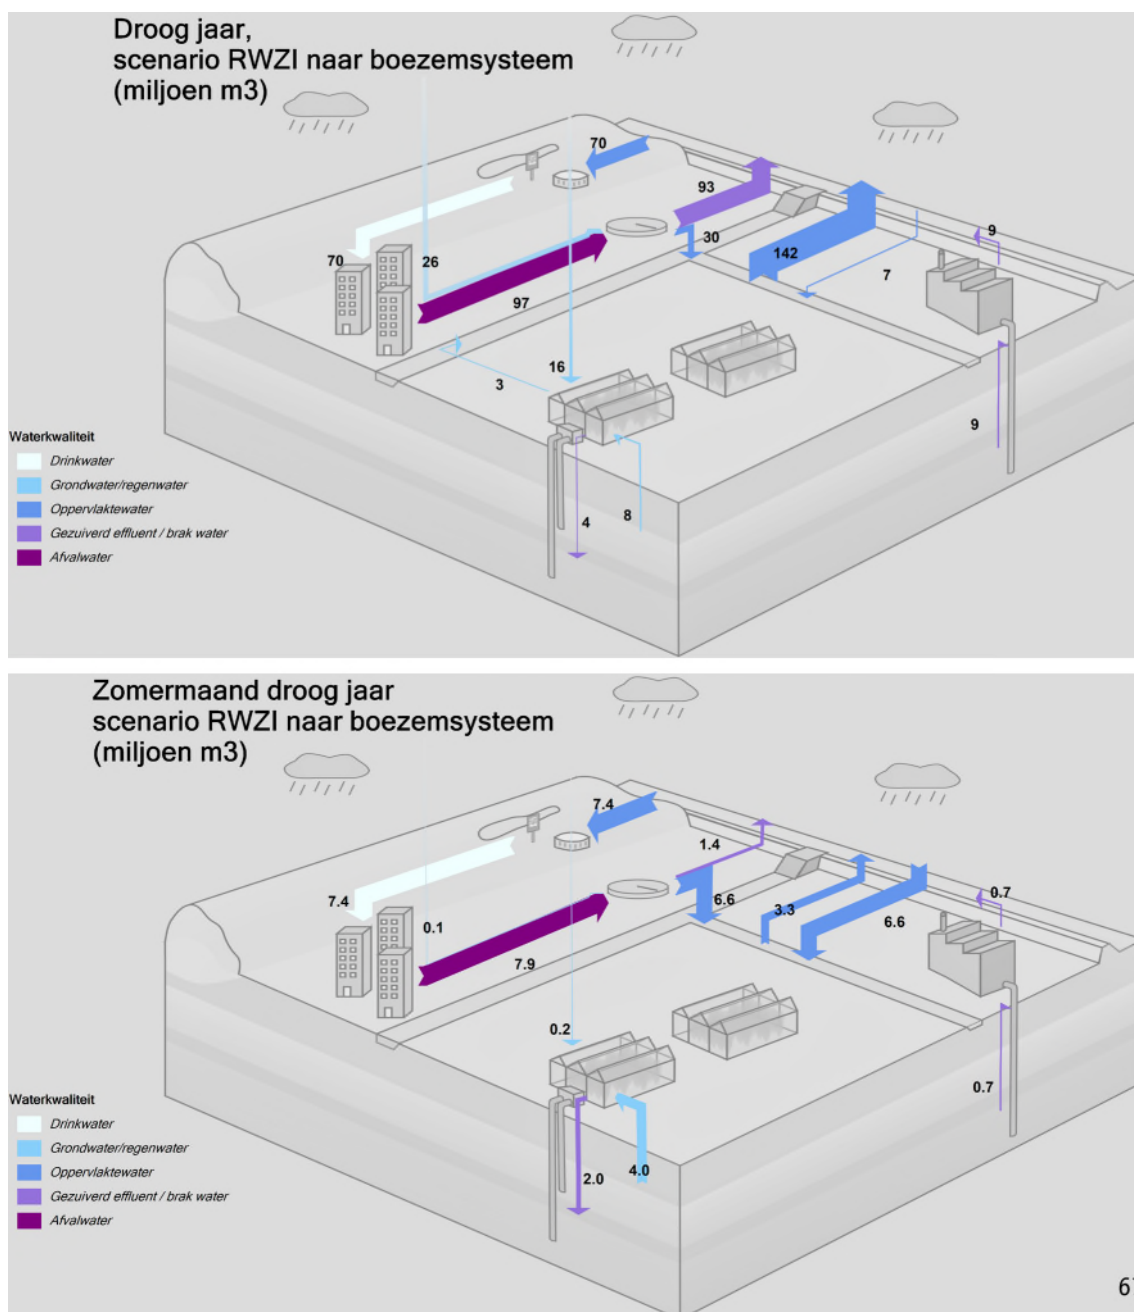 Droog jaar,
scenario RWZI naar boezemsysteem
(miljoen m3)
70
93
9
30
142
70
26
7
97
16
3
9
Waterkwaliteit
Drinkwater
Grondwater/regenwater
Oppervlaktewater
4
8
Gezuiverd effluent / brak water
Afvalwater
Zomermaand droog jaar
scenario RWZI naar boezemsysteem
(miljoen m3)
7.4
1.4
0.7
7.4
6.6
3.3
6.6
0.1
7.9
0.2
0.7
Waterkwaliteit
Drinkwater
Grondwater/regenwater
Oppervlaktewater
2.0
4.0
Gezuiverd effluent / brak water
Afvalwater